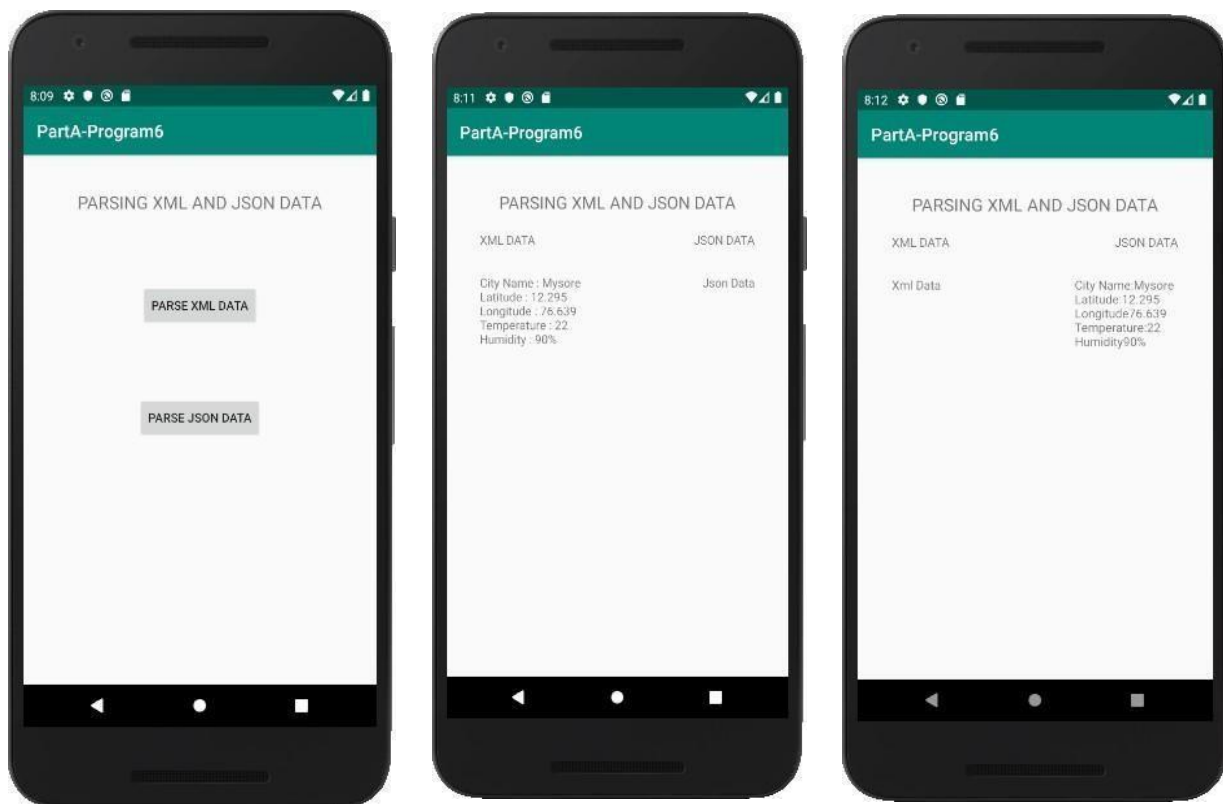 8:09
PartA-Program6
PARSING XML AND JSON DATA
PARSE XML DATA
PARSE JSON DATA
8:11
PartA-Program6
PARSING XML AND JSON DATA
XML DATA
JSON DATA
City Name : Mysore
Latitude : 12.295
Longitude : 76.639
Temperature : 22
Humidity : 90%
Json Data
8:12
PartA-Program6
PARSING XML AND JSON DATA
XML DATA
JSON DATA
Xml Data
City Name:Mysore
Latitude:12.295
Longitude76.639
Temperature:22
Humidity90%